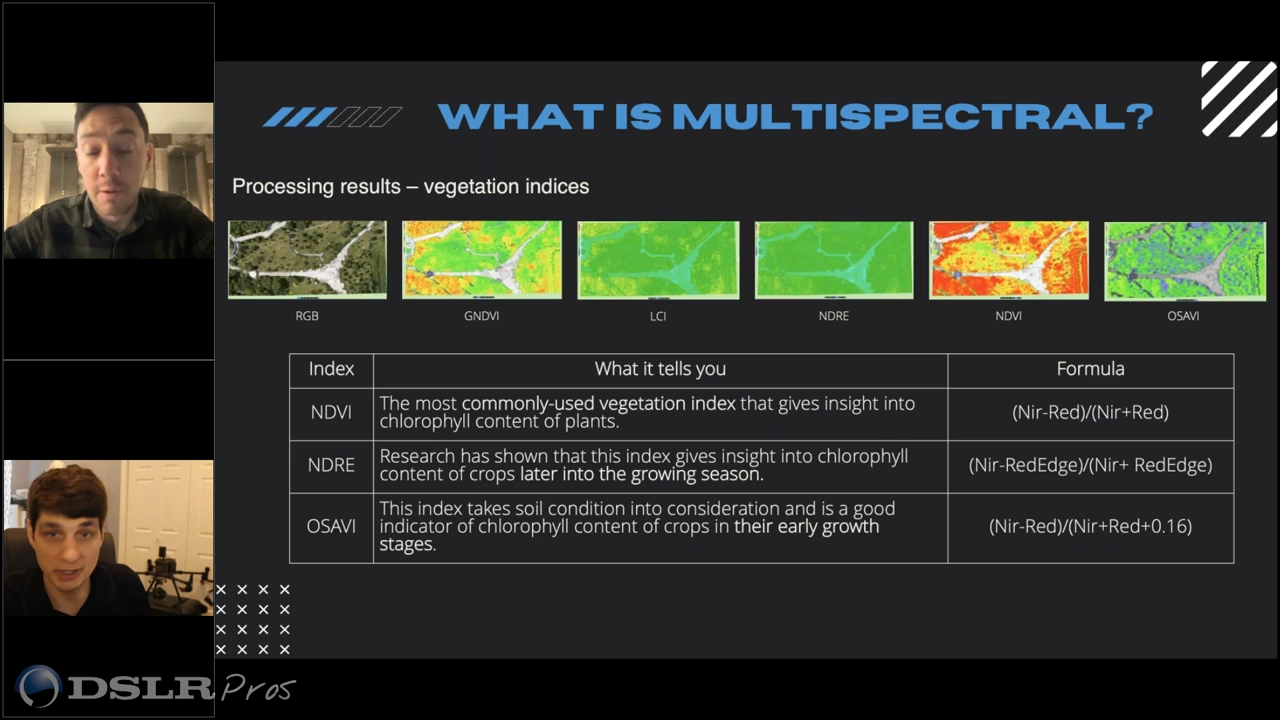 WHAT IS MULTISPECTRAL?
Processing results – vegetation indices
RGB
GNDVI
LCI
NDRE
NDVI
OSAVI
Index
What it tells you
Formula
NDVI
The most commonly-used vegetation index that gives insight into
chlorophyll content of plants.
(Nir-Red)/(Nir+Red)
NDRE
Research has shown that this index gives insight into chlorophyll
content of crops later into the growing season.
(Nir-RedEdge)/(Nir+ RedEdge)
OSAVI
This index takes soil condition into consideration and is a good
indicator of chlorophyll content of crops in their early growth
stages.
(Nir-Red)/(Nir+Red+0.16)
DSLR Pros